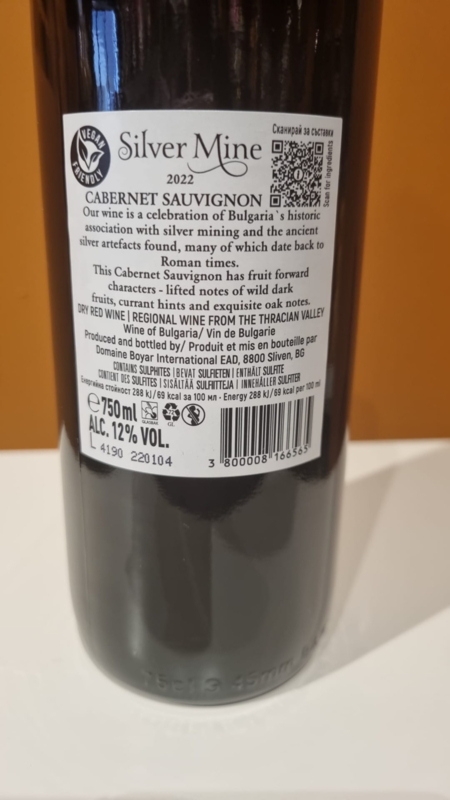 VEGAN FRIENDLY
Сканирай за съставки
Silver Mine
2022
CABERNET SAUVIGNON
Scan for ingredients
Our wine is a celebration of Bulgaria`s historic
association with silver mining and the ancient
silver artefacts found, many of which date back to
Roman times.
This Cabernet Sauvignon has fruit forward
characters - lifted notes of wild dark
fruits, currant hints and exquisite oak notes.
DRY RED WINE | REGIONAL WINE FROM THE THRACIAN VALLEY
Wine of Bulgaria/ Vin de Bulgarie
Produced and bottled by/ Produit et mis en bouteille par
Domaine Boyar International EAD, 8800 Sliven, BG
CONTAINS SULPHITES | BEVAT SULFIETEN | ENTHÄLT SULFITE
CONTIENT DES SULFITES | SISÄLTÄÄ SULFIITTEJA | INNEHÅLLER SULFITER
Енергийна стойност 288 kJ/69 kcal за 100 мл - Energy 288 kJ/69 kcal per 100 ml
e 750 ml
GL
ALC. 12% VOL.
L 4190 220104
3 800008 166565